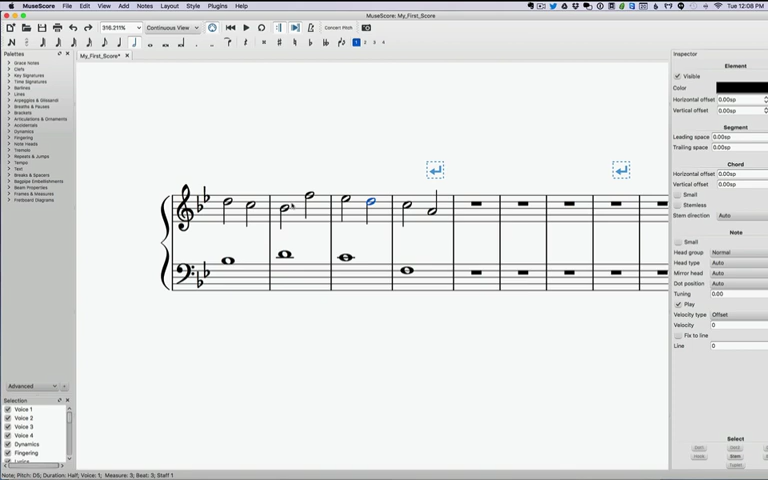 MuseScore File Edit View Add Notes Layout Style Plugins Help
Tue 12:08 PM
MuseScore: My_First_Score
316.211%
Continuous View
Concert Pitch
1 2 3 4
Palettes
My_First_Score*
Grace Notes
Clefs
Key Signatures
Time Signatures
Barlines
Lines
Arpeggios & Glissandi
Breaths & Pauses
Brackets
Articulations & Ornaments
Accidentals
Dynamics
Fingering
Note Heads
Tremolo
Repeats & Jumps
Tempo
Text
Breaks & Spacers
Bagpipe Embellishments
Beam Properties
Frames & Measures
Fretboard Diagrams
Advanced
Selection
Voice 1
Voice 2
Voice 3
Voice 4
Dynamics
Fingering
Lyrics
Inspector
Element
Visible
Color
Horizontal offset 0.00sp
Vertical offset 0.00sp
Segment
Leading space 0.00sp
Trailing space 0.00sp
Chord
Horizontal offset 0.00sp
Vertical offset 0.00sp
Small
Stemless
Stem direction Auto
Note
Small
Head group Normal
Head type Auto
Mirror head Auto
Dot position Auto
Tuning 0.00
Play
Velocity type Offset
Velocity 0
Fix to line
Line 0
Select
Stem
Note; Pitch: D5; Duration: Half; Voice: 1; Measure: 3; Beat: 3; Staff 1